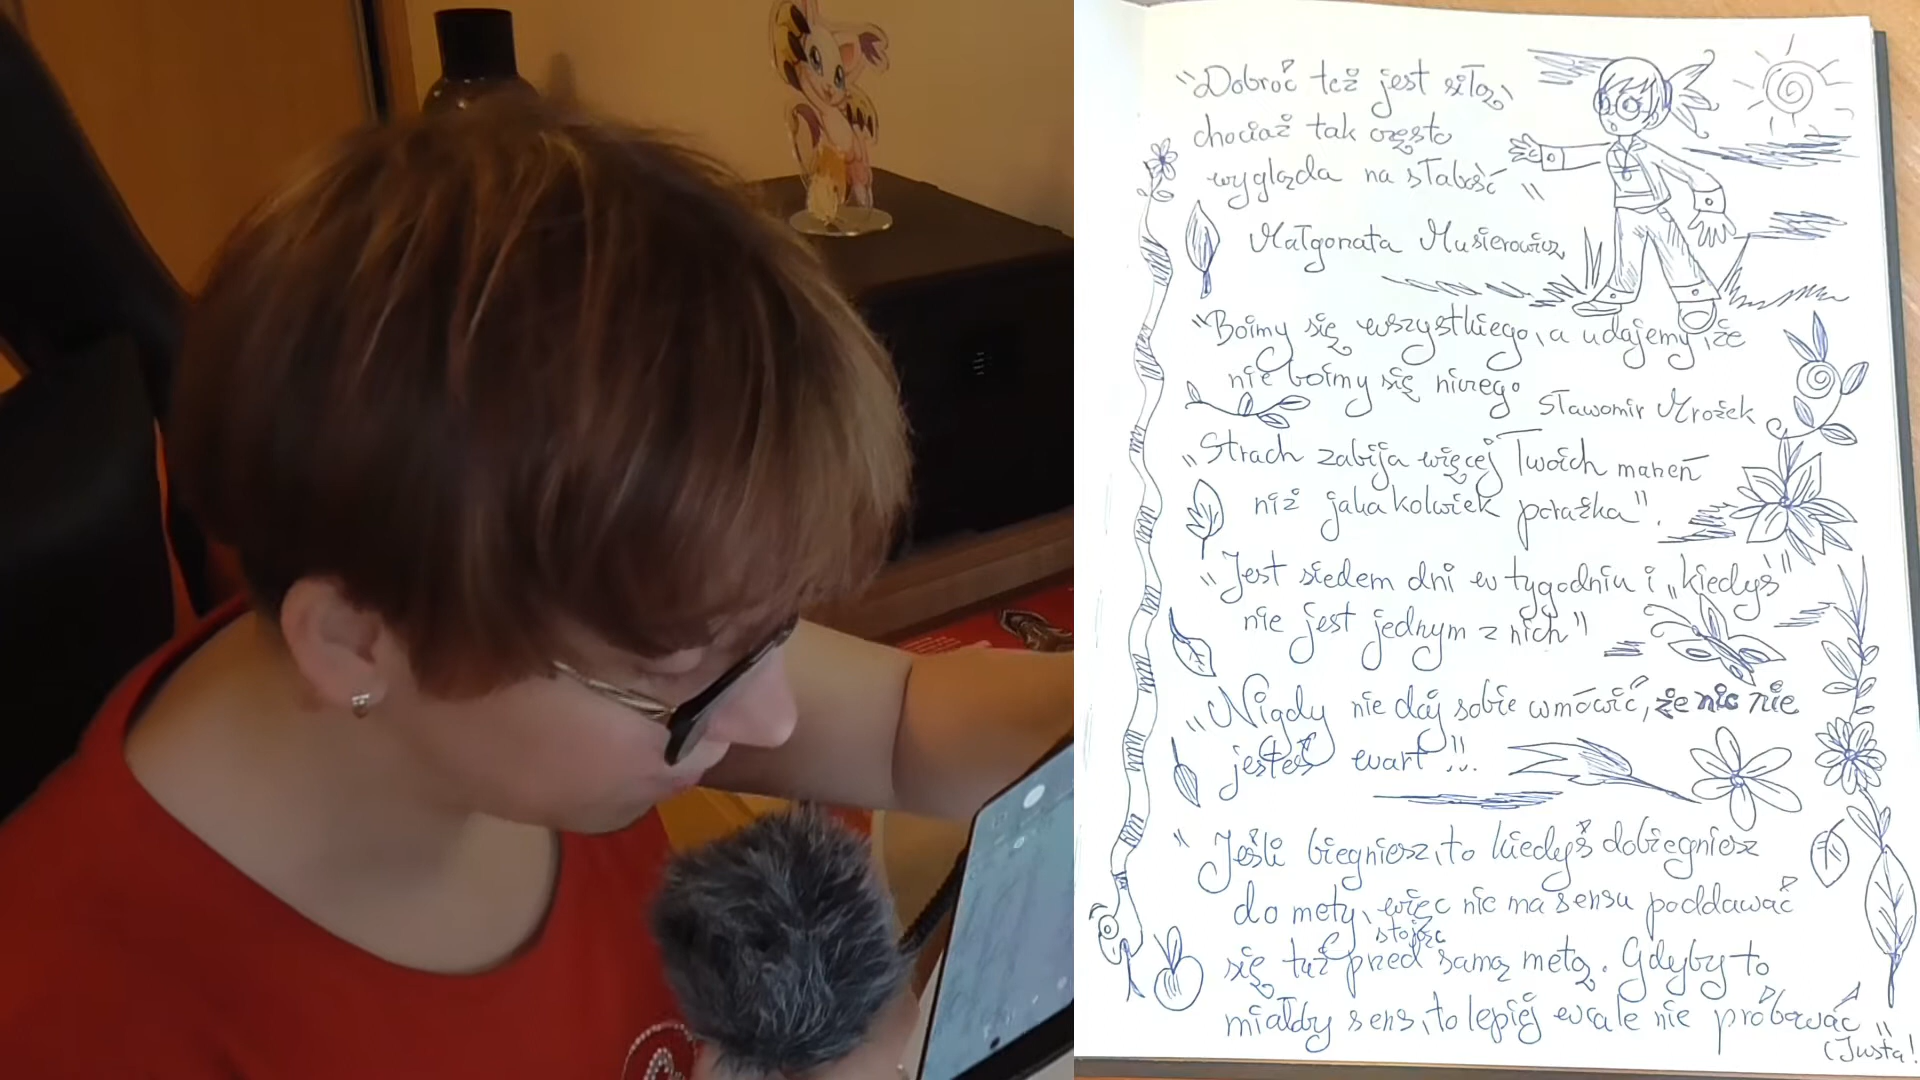 "Dobroć też jest siłą,
chociaż tak często
wygląda na słabość"
Małgorzata Musierowicz
"Boimy się wszystkiego, a udajemy, że
nie boimy się niczego
Sławomir Mrożek
"Strach zabija więcej Twoich marzeń
niż jakakolwiek porażka".
"Jest siedem dni w tygodniu i „kiedyś"
nie jest jednym z nich"
"Nigdy nie daj sobie wmówić, że nic nie
jesteś wart"!!
"Jeśli biegniesz, to kiedyś dobiegniesz
do mety, więc nie ma sensu poddawać
stojąc
się tuż przed samą metą. Gdyby to
miałoby sens, to lepiej wcale nie próbować"
(Justa!